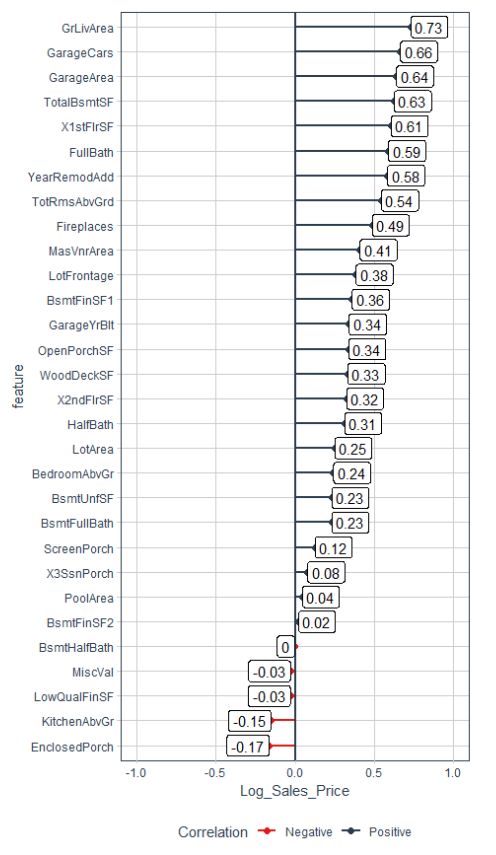 GrLivArea 0.73
GarageCars 0.66
GarageArea 0.64
TotalBsmtSF 0.63
X1stFlrSF 0.61
FullBath 0.59
YearRemodAdd 0.58
TotRmsAbvGrd 0.54
Fireplaces 0.49
MasVnrArea 0.41
LotFrontage 0.38
BsmtFinSF1 0.36
GarageYrBlt 0.34
OpenPorchSF 0.34
WoodDeckSF 0.33
X2ndFlrSF 0.32
HalfBath 0.31
LotArea 0.25
BedroomAbvGr 0.24
BsmtUnfSF 0.23
BsmtFullBath 0.23
ScreenPorch 0.12
X3SsnPorch 0.08
PoolArea 0.04
BsmtFinSF2 0.02
BsmtHalfBath 0
MiscVal -0.03
LowQualFinSF -0.03
KitchenAbvGr -0.15
EnclosedPorch -0.17
feature
-1.0 -0.5 0.0 0.5 1.0
Log_Sales_Price
Correlation Negative Positive